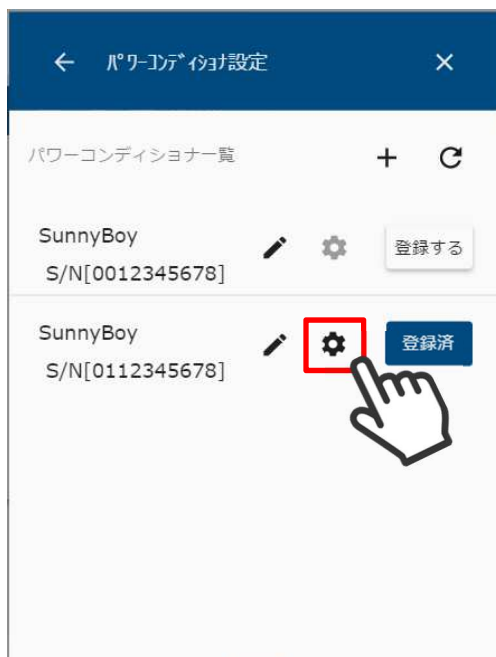 ﾊﾟﾜｰｺﾝﾃﾞｨｼｮﾅ設定
パワーコンディショナ一覧
SunnyBoy
S/N[0012345678]
登録する
SunnyBoy
S/N[0112345678]
登録済